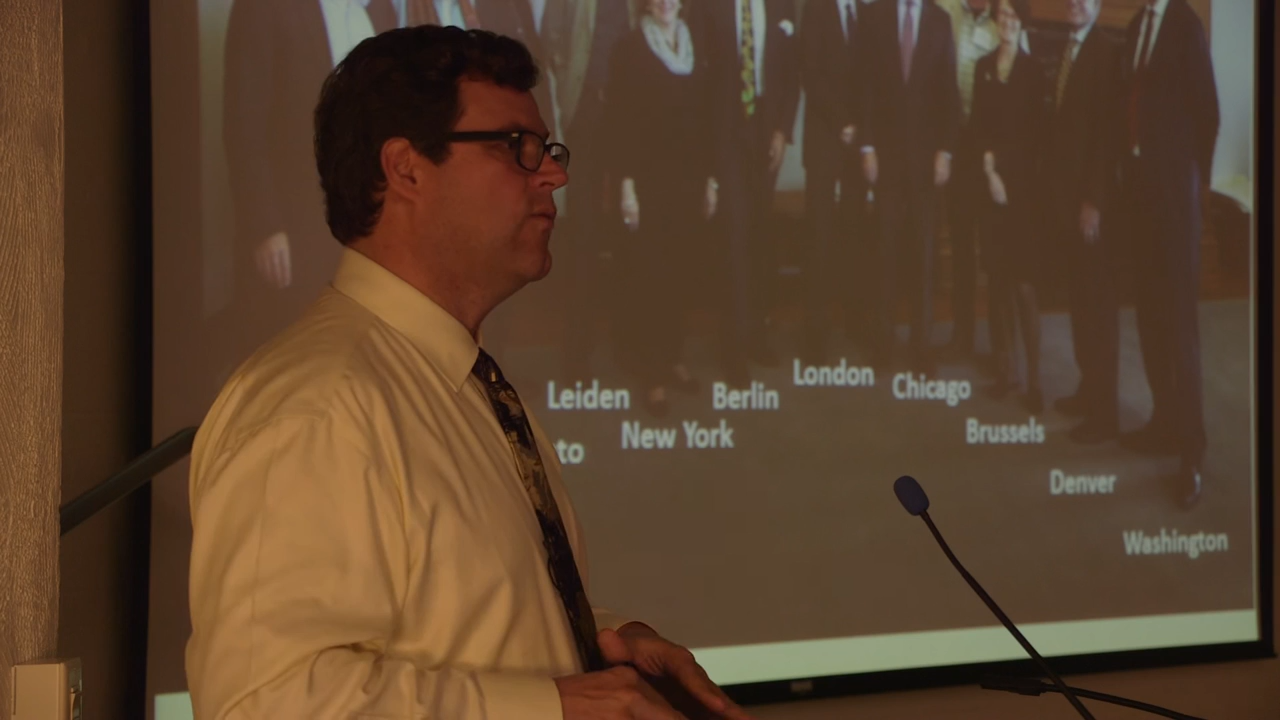 London
Chicago
Leiden
Berlin
New York
Brussels
Denver
Washington